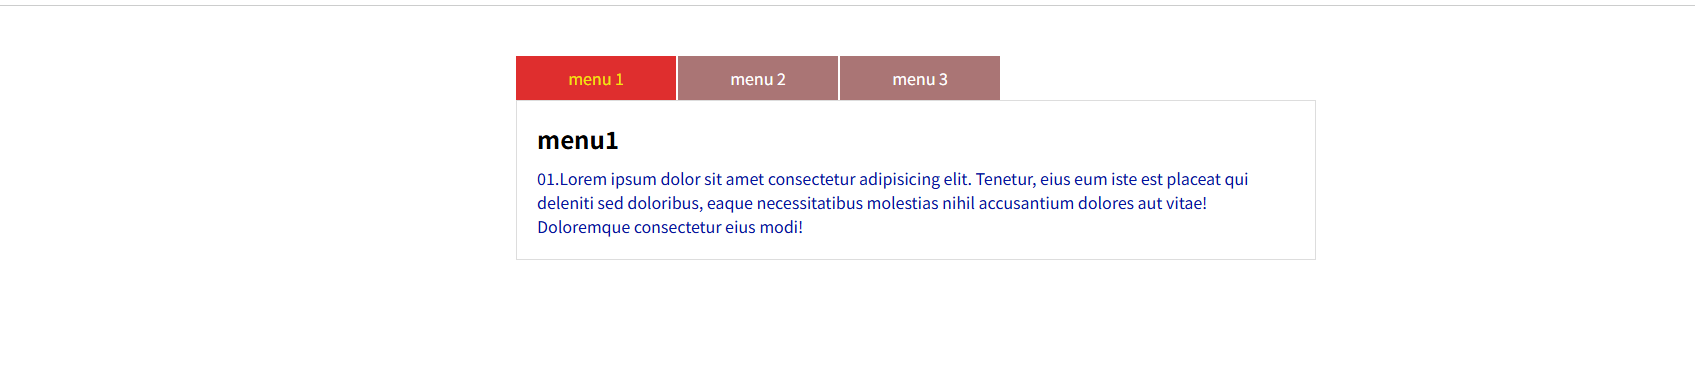 menu 1 menu 2 menu 3
menu1
01.Lorem ipsum dolor sit amet consectetur adipisicing elit. Tenetur, eius eum iste est placeat qui
deleniti sed doloribus, eaque necessitatibus molestias nihil accusantium dolores aut vitae!
Doloremque consectetur eius modi!